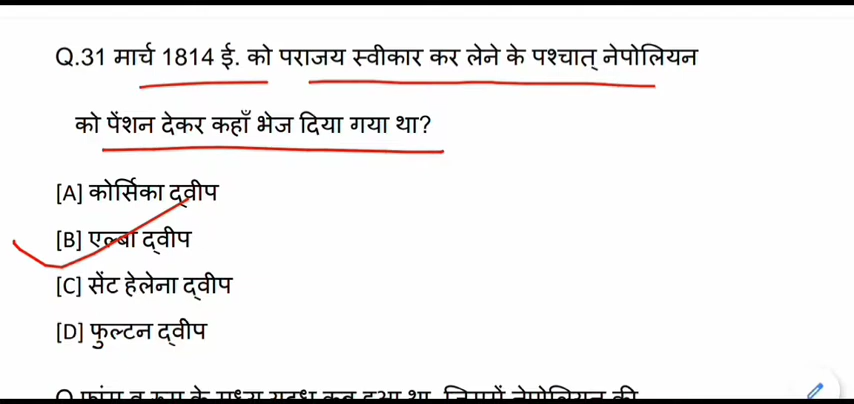 Q.31 मार्च 1814 ई. को पराजय स्वीकार कर लेने के पश्चात् नेपोलियन
को पेंशन देकर कहाँ भेज दिया गया था?
[A] कोर्सिका द्वीप
[B] एल्बा द्वीप
[C] सेंट हेलेना द्वीप
[D] फुल्टन द्वीप